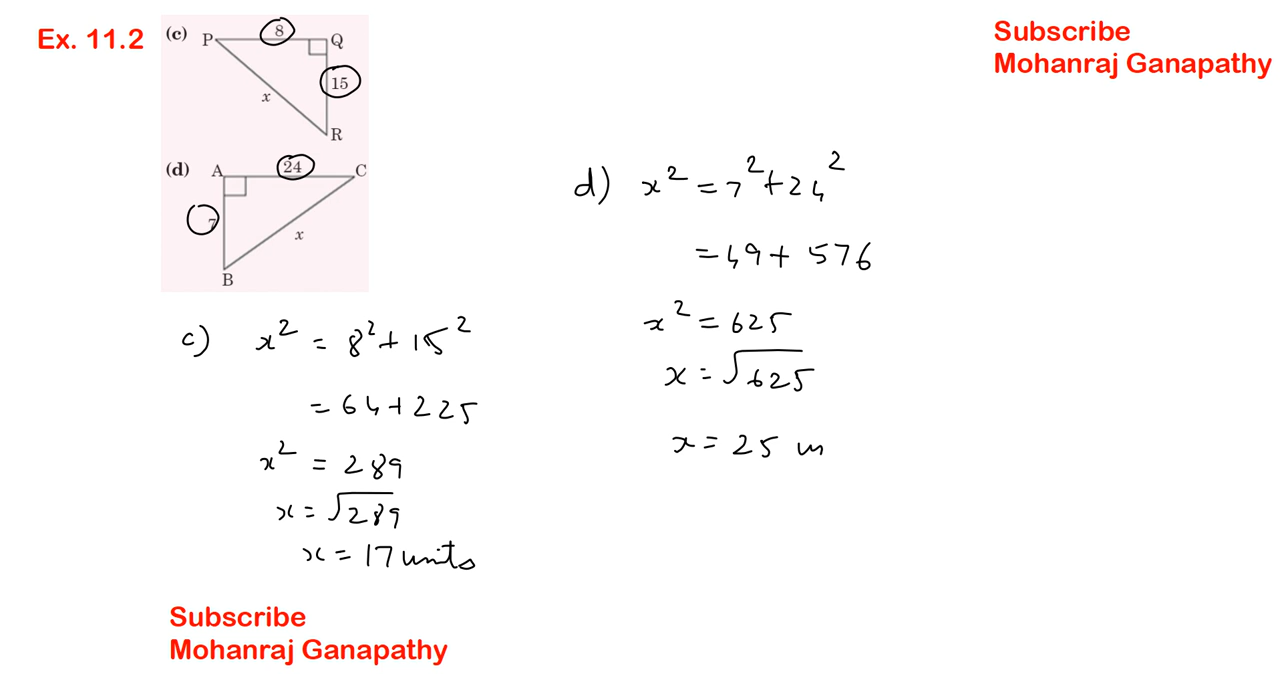 Ex. 11.2
(c) P 8 Q
15
x
R
(d) A 24 C
7
x
B
c) x² = 8² + 15²
= 64 + 225
x² = 289
x = √289
x = 17 units
d) x² = 7² + 24²
= 49 + 576
x² = 625
x = √625
x = 25 un
Subscribe
Mohanraj Ganapathy
Subscribe
Mohanraj Ganapathy